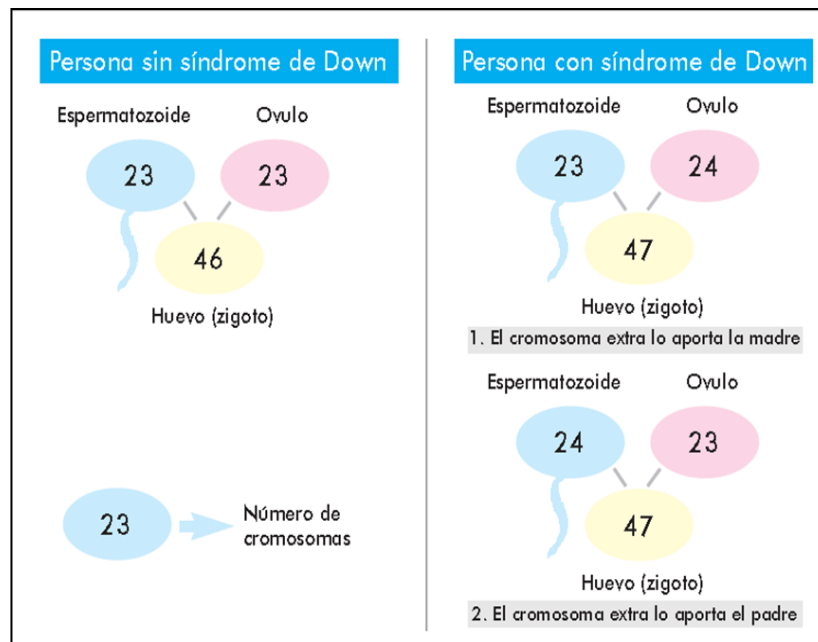 Persona sin síndrome de Down
Espermatozoide Ovulo
23 23
46
Huevo (zigoto)
23
Número de
cromosomas
Persona con síndrome de Down
Espermatozoide Ovulo
23 24
47
Huevo (zigoto)
1. El cromosoma extra lo aporta la madre
Espermatozoide Ovulo
24 23
47
Huevo (zigoto)
2. El cromosoma extra lo aporta el padre